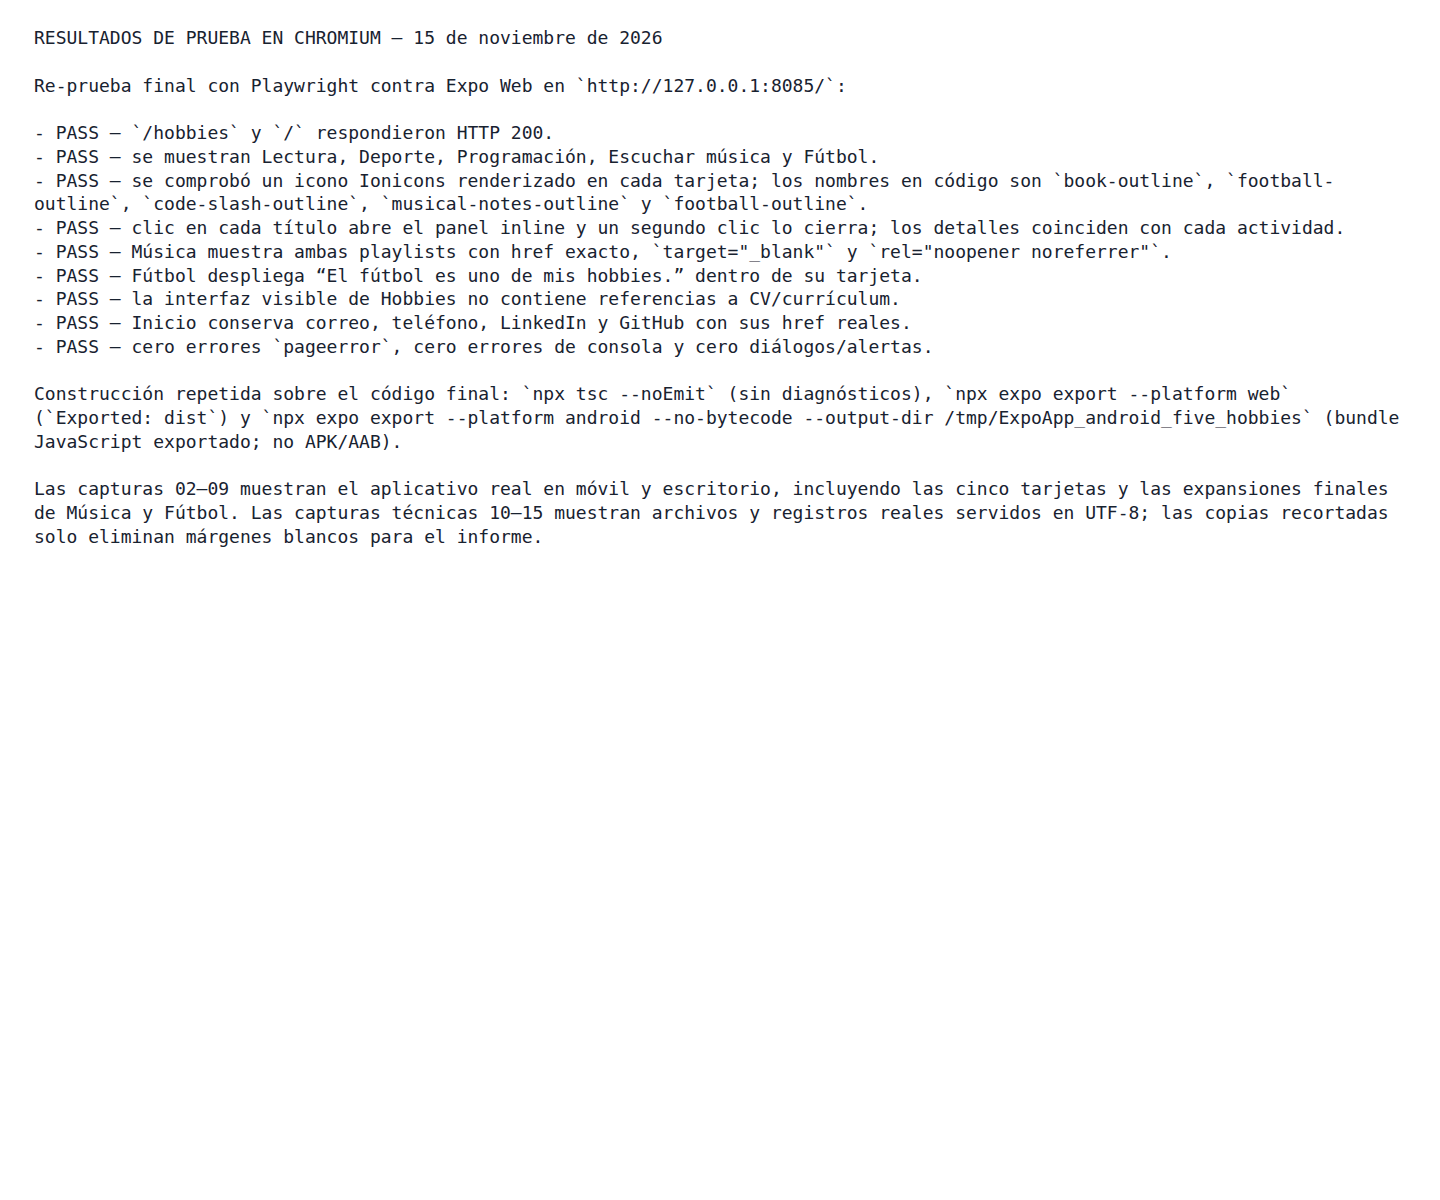 RESULTADOS DE PRUEBA EN CHROMIUM — 15 de noviembre de 2026
Re-prueba final con Playwright contra Expo Web en `http://127.0.0.1:8085/`:
- PASS — `/hobbies` y `/` respondieron HTTP 200.
- PASS — se muestran Lectura, Deporte, Programación, Escuchar música y Fútbol.
- PASS — se comprobó un icono Ionicons renderizado en cada tarjeta; los nombres en código son `book-outline`, `football-
outline`, `code-slash-outline`, `musical-notes-outline` y `football-outline`.
- PASS — clic en cada título abre el panel inline y un segundo clic lo cierra; los detalles coinciden con cada actividad.
- PASS — Música muestra ambas playlists con href exacto, `target="_blank"` y `rel="noopener noreferrer"`.
- PASS — Fútbol despliega “El fútbol es uno de mis hobbies.” dentro de su tarjeta.
- PASS — la interfaz visible de Hobbies no contiene referencias a CV/currículum.
- PASS — Inicio conserva correo, teléfono, LinkedIn y GitHub con sus href reales.
- PASS — cero errores `pageerror`, cero errores de consola y cero diálogos/alertas.
Construcción repetida sobre el código final: `npx tsc --noEmit` (sin diagnósticos), `npx expo export --platform web`
(`Exported: dist`) y `npx expo export --platform android --no-bytecode --output-dir /tmp/ExpoApp_android_five_hobbies` (bundle
JavaScript exportado; no APK/AAB).
Las capturas 02–09 muestran el aplicativo real en móvil y escritorio, incluyendo las cinco tarjetas y las expansiones finales
de Música y Fútbol. Las capturas técnicas 10–15 muestran archivos y registros reales servidos en UTF-8; las copias recortadas
solo eliminan márgenes blancos para el informe.